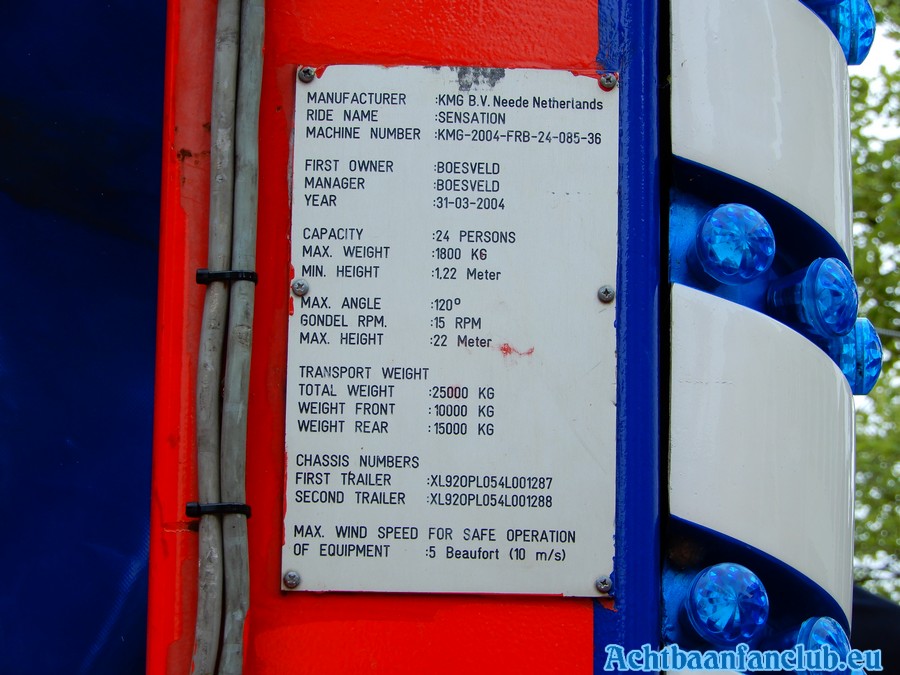 MANUFACTURER :KMG B.V. Neede Netherlands
RIDE NAME :SENSATION
MACHINE NUMBER :KMG-2004-FRB-24-085-36
FIRST OWNER :BOESVELD
MANAGER :BOESVELD
YEAR :31-03-2004
CAPACITY :24 PERSONS
MAX. WEIGHT :1800 KG
MIN. HEIGHT :1,22 Meter
MAX. ANGLE :120°
GONDEL RPM. :15 RPM
MAX. HEIGHT :22 Meter
TRANSPORT WEIGHT
TOTAL WEIGHT :25000 KG
WEIGHT FRONT :10000 KG
WEIGHT REAR :15000 KG
CHASSIS NUMBERS
FIRST TRAILER :XL920PL054L001287
SECOND TRAILER :XL920PL054L001288
MAX. WIND SPEED FOR SAFE OPERATION
OF EQUIPMENT :5 Beaufort (10 m/s)
Achtbaanfanclub.eu